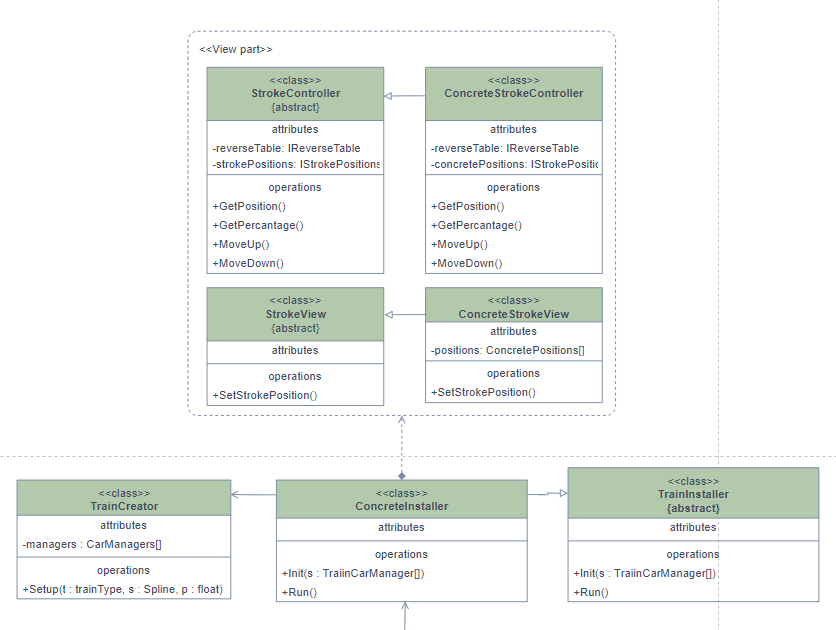 <<View part>>
<<class>>
StrokeController
{abstract}
attributes
-reverseTable: IReverseTable
-strokePositions: IStrokePositions
operations
+GetPosition()
+GetPercantage()
+MoveUp()
+MoveDown()
<<class>>
ConcreteStrokeController
attributes
-reverseTable: IReverseTable
-concretePositions: IStrokePositic
operations
+GetPosition()
+GetPercantage()
+MoveUp()
+MoveDown()
<<class>>
StrokeView
{abstract}
attributes
operations
+SetStrokePosition()
<<class>>
ConcreteStrokeView
attributes
-positions: ConcretePositions[]
operations
+SetStrokePosition()
<<class>>
TrainCreator
attributes
-managers : CarManagers[]
operations
+Setup(t : trainType, s : Spline, p : float)
<<class>>
ConcreteInstaller
attributes
operations
+Init(s : TraiinCarManager[])
+Run()
<<class>>
TrainInstaller
{abstract}
attributes
operations
+Init(s : TraiinCarManager[])
+Run()